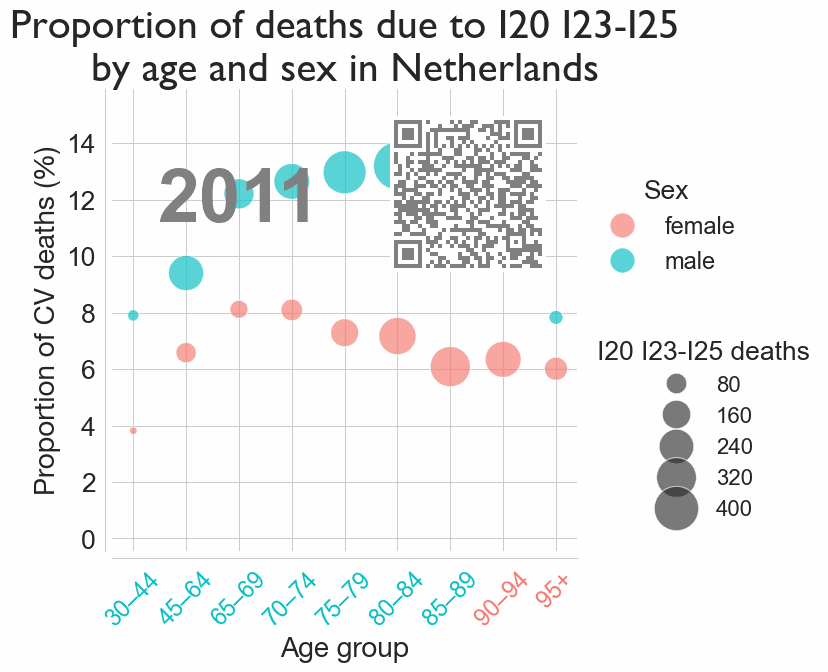 Proportion of deaths due to I20 I23-I25
by age and sex in Netherlands
Proportion of CV deaths (%)
14
12
10
8
6
4
2
0
2011
30–44
45–64
65–69
70–74
75–79
80–84
85–89
90–94
95+
Age group
Sex
female
male
I20 I23-I25 deaths
80
160
240
320
400